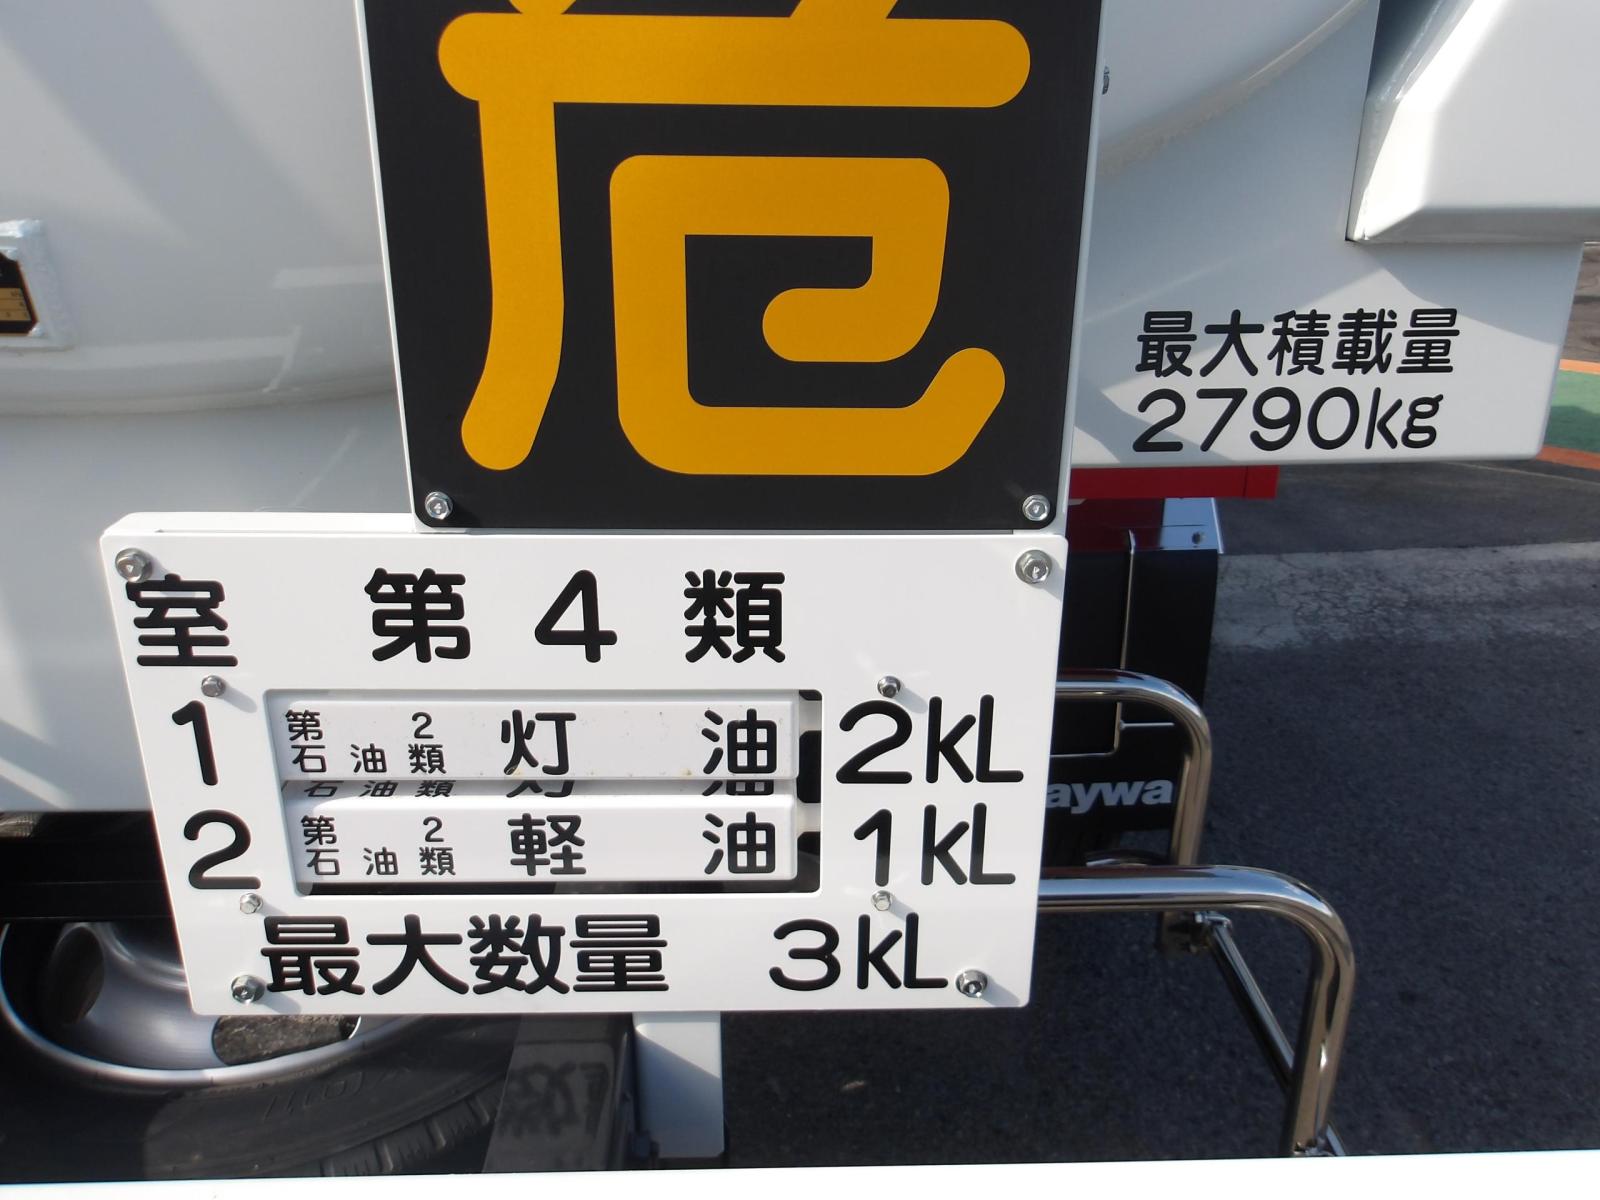 危
最大積載量
2790kg
室 第4類
1 第2石油類 灯油 2kL
2 第2石油類 軽油 1kL
最大数量 3kL
aywa